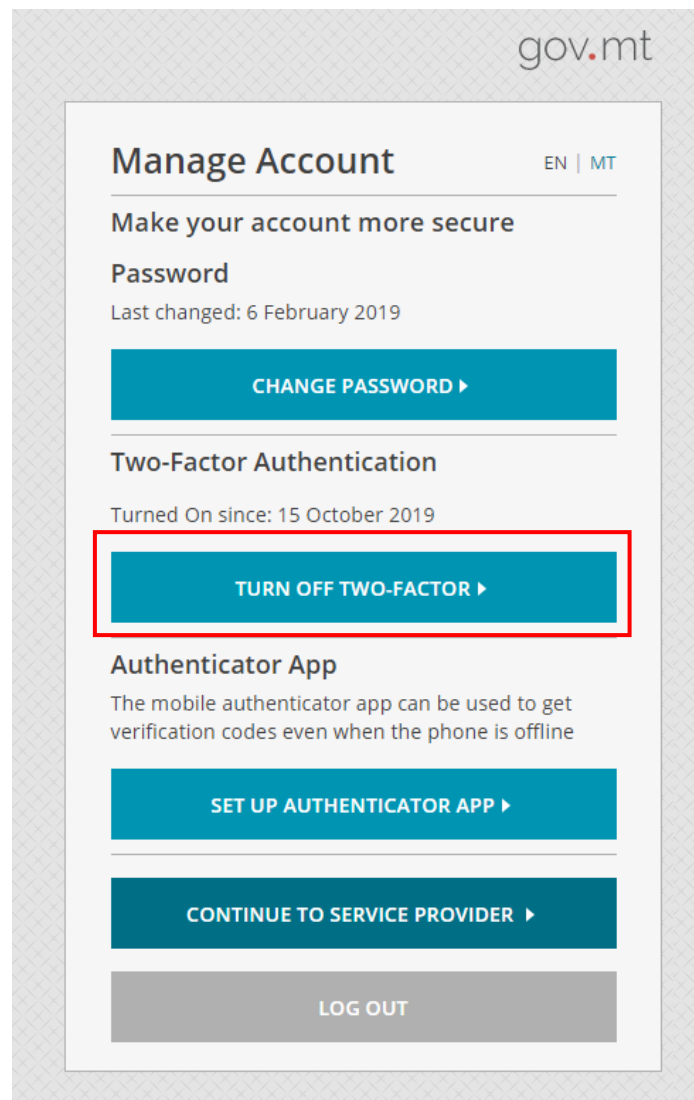 gov.mt
Manage Account
EN | MT
Make your account more secure
Password
Last changed: 6 February 2019
CHANGE PASSWORD
Two-Factor Authentication
Turned On since: 15 October 2019
TURN OFF TWO-FACTOR
Authenticator App
The mobile authenticator app can be used to get
verification codes even when the phone is offline
SET UP AUTHENTICATOR APP
CONTINUE TO SERVICE PROVIDER
LOG OUT